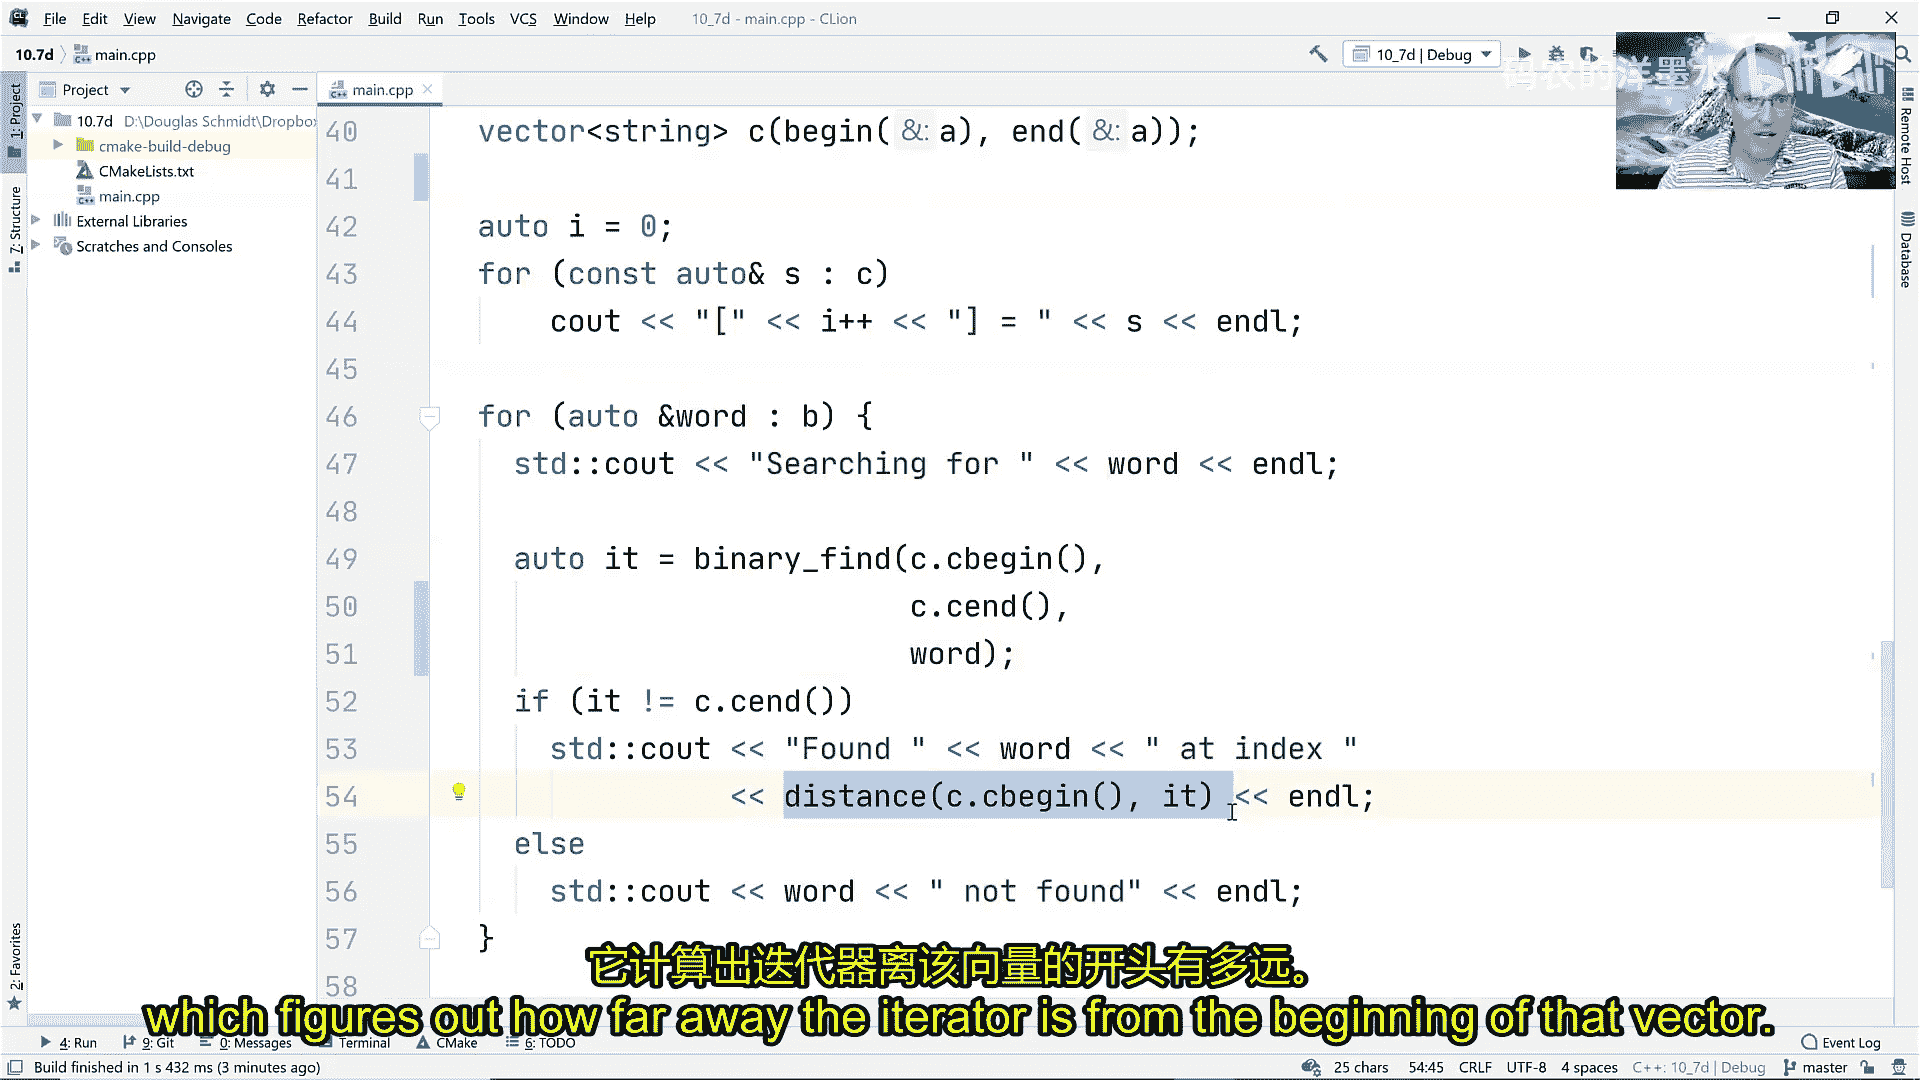 File Edit View Navigate Code Refactor Build Run Tools VCS Window Help 10_7d - main.cpp - CLion
10.7d main.cpp
10_7d | Debug
码农的洋墨水 bilibili
1: Project
Project
main.cpp
10.7d D:\Douglas Schmidt\Dropbo
cmake-build-debug
CMakeLists.txt
main.cpp
External Libraries
Scratches and Consoles
7: Structure
2: Favorites
Remote Host
Database
40 vector<string> c(begin( &: a), end( &: a));
41
42 auto i = 0;
43 for (const auto& s : c)
44 cout << "[" << i++ << "] = " << s << endl;
45
46 for (auto &word : b) {
47 std::cout << "Searching for " << word << endl;
48
49 auto it = binary_find(c.cbegin(),
50 c.cend(),
51 word);
52 if (it != c.cend())
53 std::cout << "Found " << word << " at index "
54 << distance(c.cbegin(), it) << endl;
55 else
56 std::cout << word << " not found" << endl;
57 }
58
它计算出迭代器离该向量的开头有多远。
which figures out how far away the iterator is from the beginning of that vector.
4: Run 9: Git 0: Messages Terminal CMake 6: TODO Event Log
Build finished in 1 s 432 ms (3 minutes ago) 25 chars 54:45 CRLF UTF-8 4 spaces C++: 10_7d | Debug master